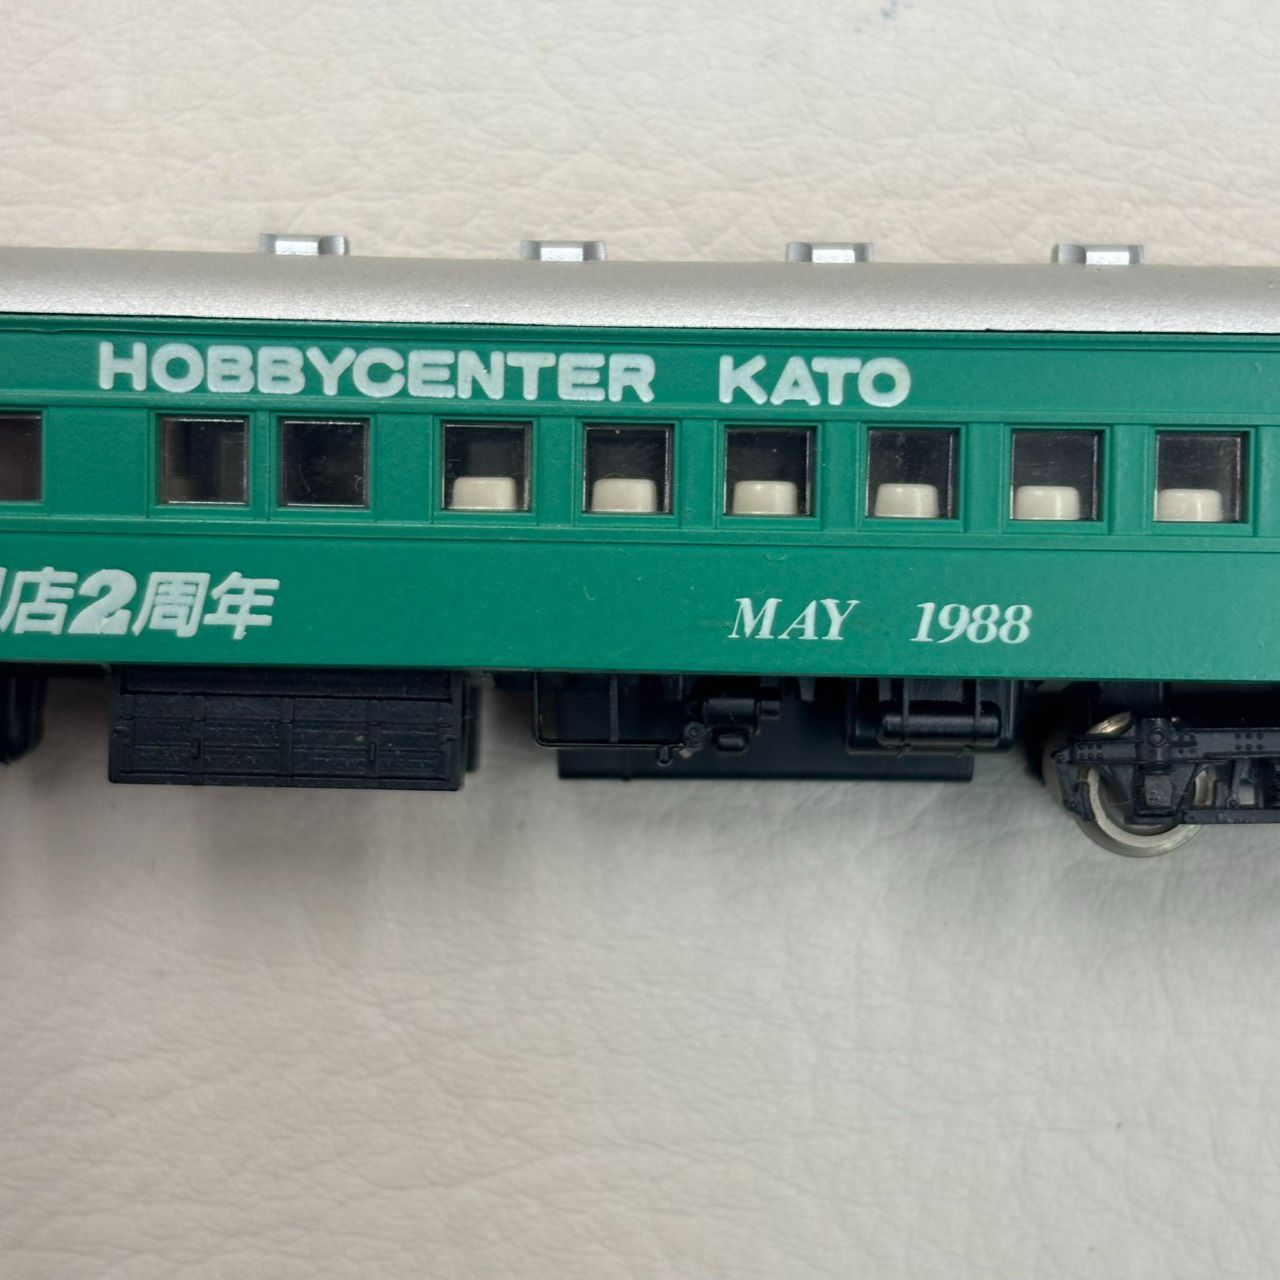 HOBBYCENTER KATO
店2周年
MAY 1988